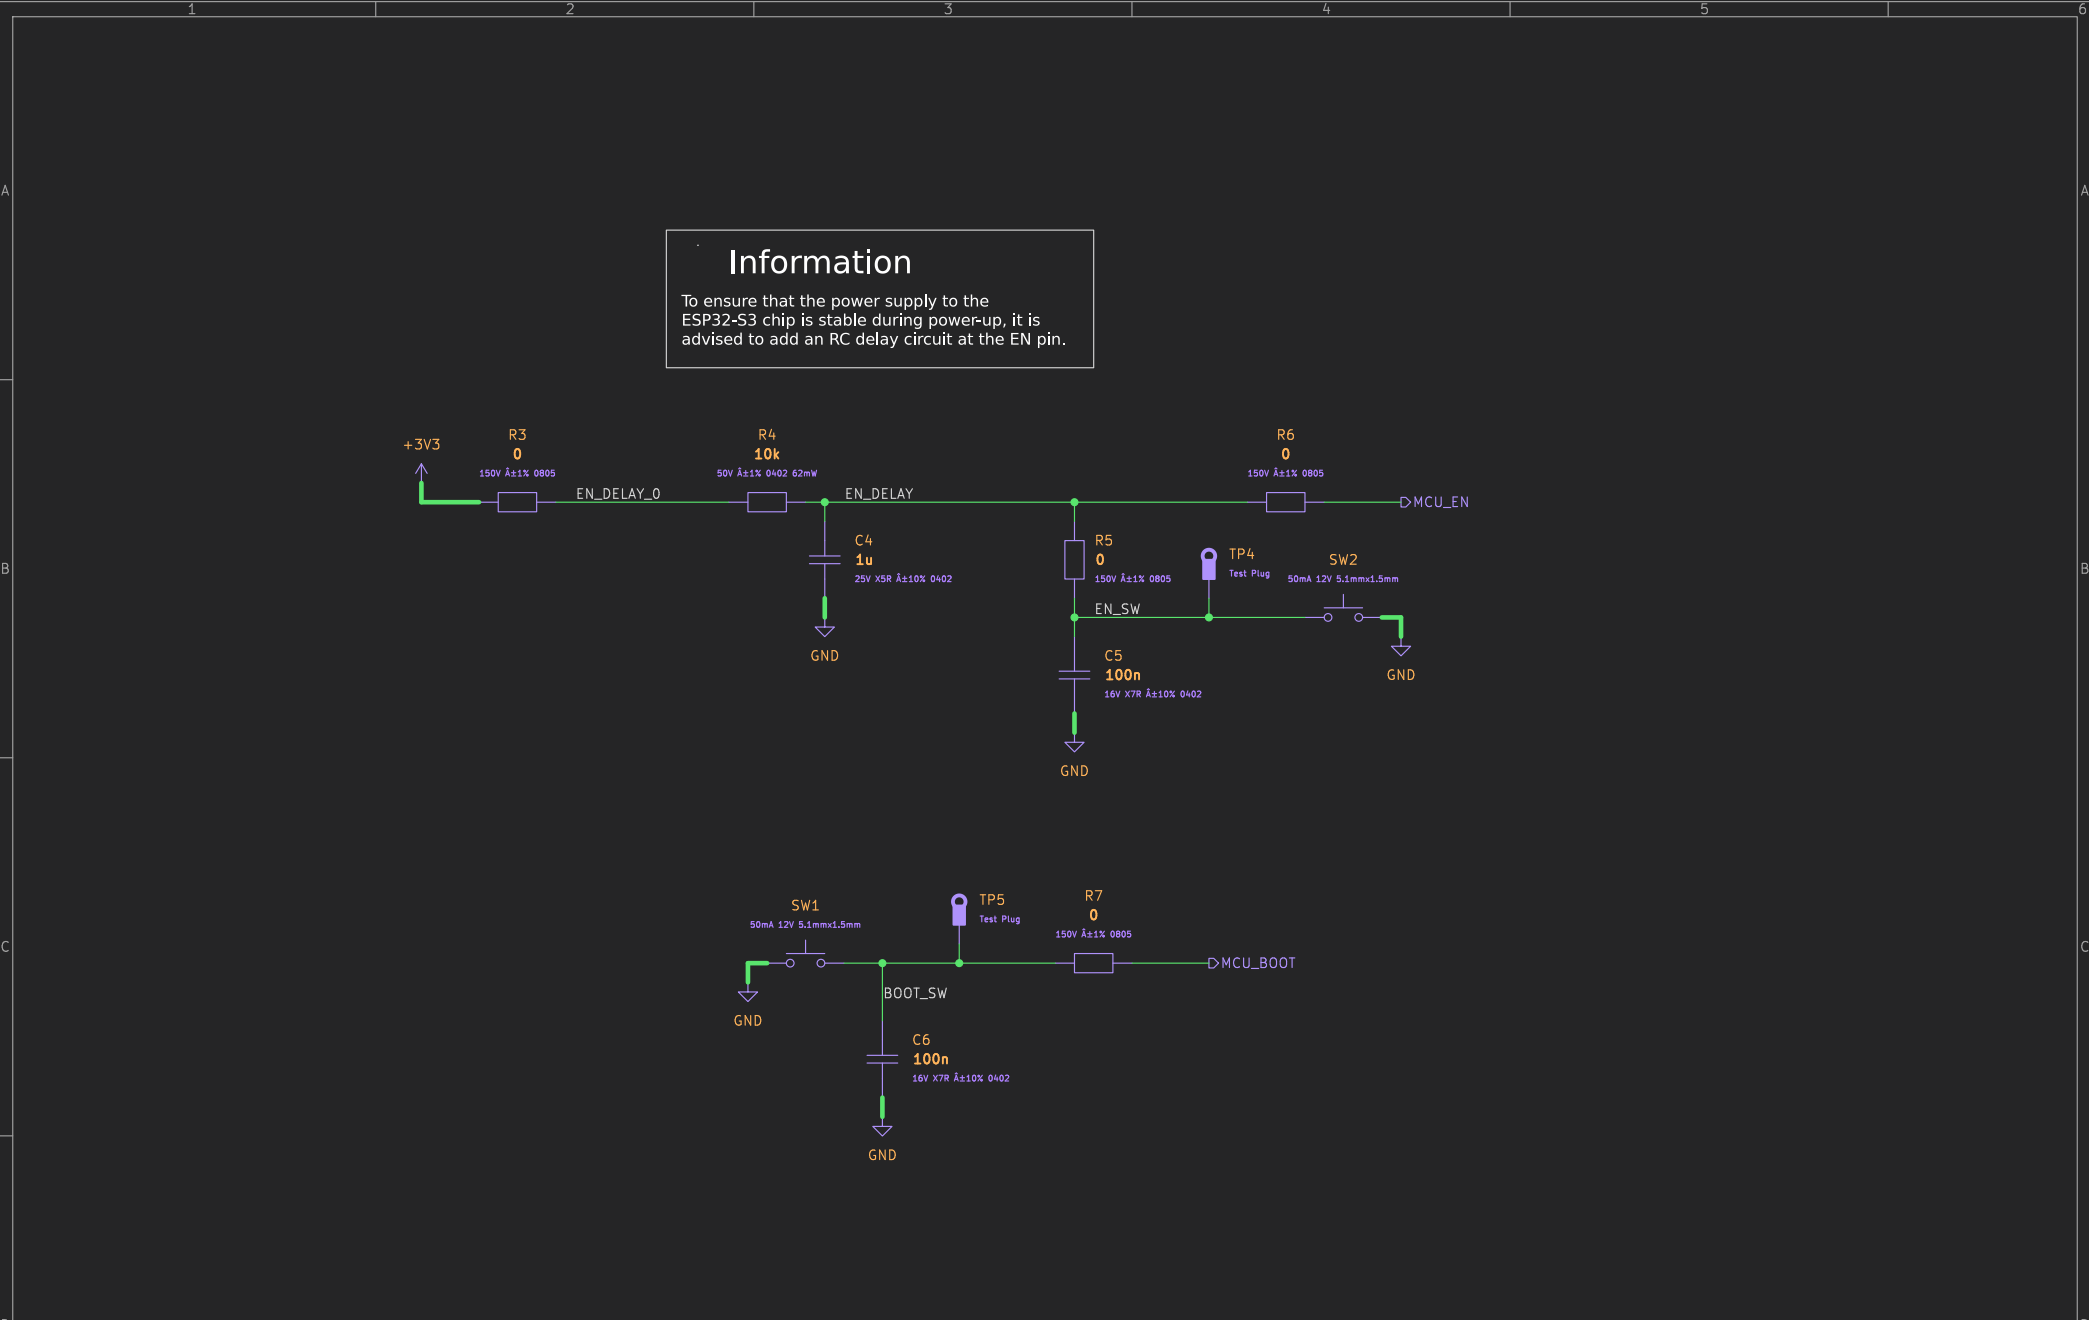 1 2 3 4 5 6
A A
Information
To ensure that the power supply to the
ESP32-S3 chip is stable during power-up, it is
advised to add an RC delay circuit at the EN pin.
+3V3
R3
0
150V Â±1% 0805
EN_DELAY_0
R4
10k
50V Â±1% 0402 62mW
EN_DELAY
R6
0
150V Â±1% 0805
MCU_EN
B B
C4
1u
25V X5R Â±10% 0402
GND
R5
0
150V Â±1% 0805
TP4
Test Plug
SW2
50mA 12V 5.1mmx1.5mm
EN_SW
GND
C5
100n
16V X7R Â±10% 0402
GND
C C
SW1
50mA 12V 5.1mmx1.5mm
TP5
Test Plug
R7
0
150V Â±1% 0805
MCU_BOOT
BOOT_SW
GND
C6
100n
16V X7R Â±10% 0402
GND